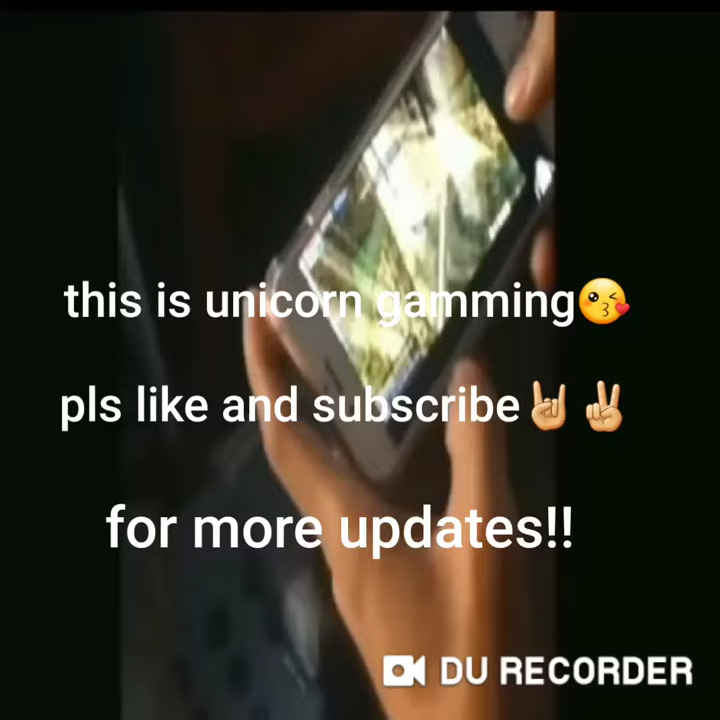 this is unicorn gamming😘
pls like and subscribe🤘🏼✌🏼
for more updates!!
DU RECORDER